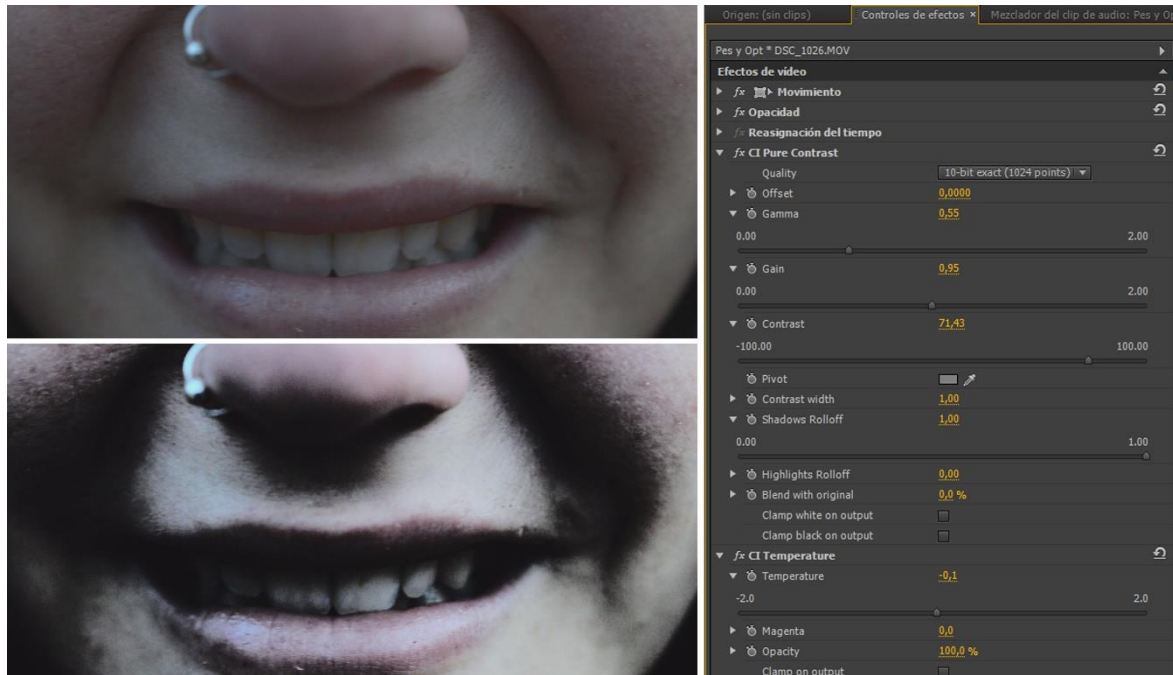 Origen: (sin clips) Controles de efectos × Mezclador del clip de audio: Pes y Op
Pes y Opt * DSC_1026.MOV
Efectos de vídeo
fx Movimiento
fx Opacidad
fx Reasignación del tiempo
fx CI Pure Contrast
Quality 10-bit exact (1024 points)
Offset 0,0000
Gamma 0,55
0.00 2.00
Gain 0,95
0.00 2.00
Contrast 71,43
-100.00 100.00
Pivot
Contrast width 1,00
Shadows Rolloff 1,00
0.00 1.00
Highlights Rolloff 0,00
Blend with original 0,0 %
Clamp white on output
Clamp black on output
fx CI Temperature
Temperature -0,1
-2.0 2.0
Magenta 0,0
Opacity 100,0 %
Clamp on output